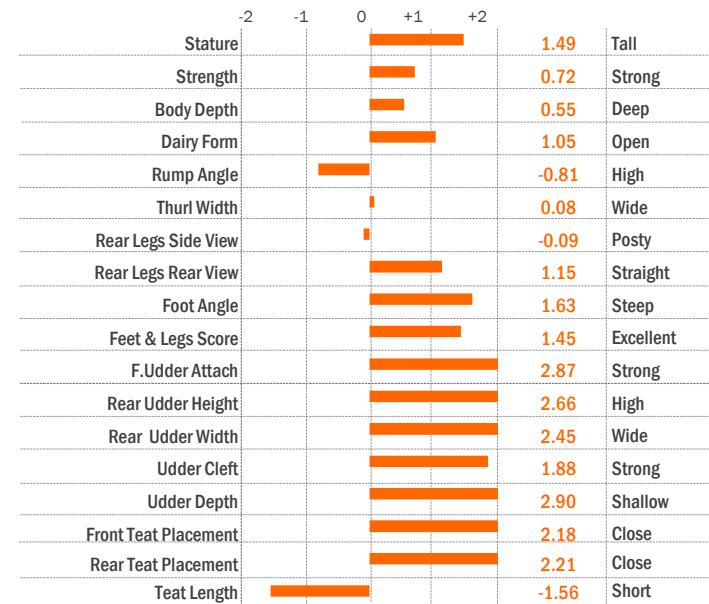 -2 -1 0 +1 +2
Stature 1.49 Tall
Strength 0.72 Strong
Body Depth 0.55 Deep
Dairy Form 1.05 Open
Rump Angle -0.81 High
Thurl Width 0.08 Wide
Rear Legs Side View -0.09 Posty
Rear Legs Rear View 1.15 Straight
Foot Angle 1.63 Steep
Feet & Legs Score 1.45 Excellent
F.Udder Attach 2.87 Strong
Rear Udder Height 2.66 High
Rear Udder Width 2.45 Wide
Udder Cleft 1.88 Strong
Udder Depth 2.90 Shallow
Front Teat Placement 2.18 Close
Rear Teat Placement 2.21 Close
Teat Length -1.56 Short